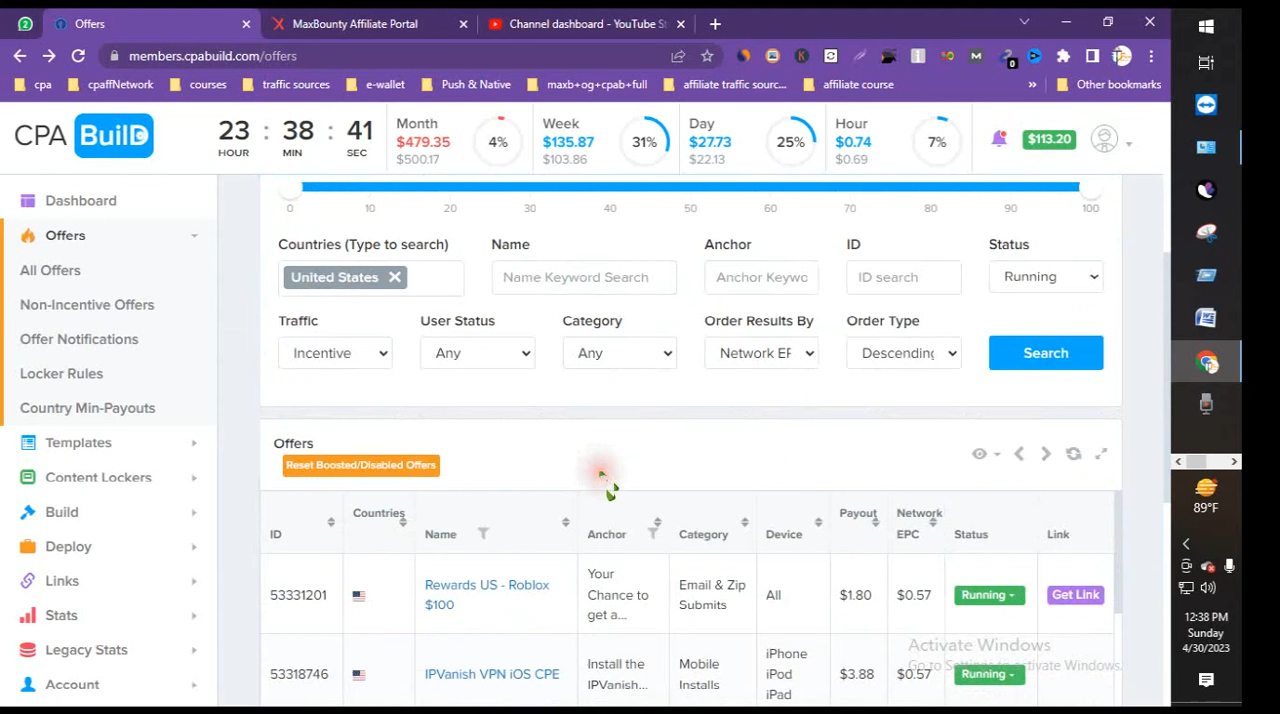 2
Offers
MaxBounty Affiliate Portal
Channel dashboard - YouTube St
members.cpabuild.com/offers
0
cpa
cpaffNetwork
courses
traffic sources
e-wallet
Push & Native
maxb+og+cpab+full
affiliate traffic sourc...
affiliate course
»
Other bookmarks
CPA BuilD
23 : 38 : 41
HOUR MIN SEC
Month
$479.35
$500.17
4%
Week
$135.87
$103.86
31%
Day
$27.73
$22.13
25%
Hour
$0.74
$0.69
7%
$113.20
Dashboard
Offers
All Offers
Non-Incentive Offers
Offer Notifications
Locker Rules
Country Min-Payouts
Templates
Content Lockers
Build
Deploy
Links
Stats
Legacy Stats
Account
0 10 20 30 40 50 60 70 80 90 100
Countries (Type to search) Name Anchor ID Status
United States Name Keyword Search Anchor Keywo ID search Running
Traffic User Status Category Order Results By Order Type
Incentive Any Any Network EP Descending Search
Offers
Reset Boosted/Disabled Offers
ID Countries Name Anchor Category Device Payout Network EPC Status Link
53331201 Rewards US - Roblox $100 Your Chance to get a... Email & Zip Submits All $1.80 $0.57 Running Get Link
53318746 IPVanish VPN iOS CPE Install the IPVanish... Mobile Installs iPhone iPod iPad $3.88 $0.57 Running
Activate Windows
Go to Settings to activate Windows.
89°F
12:38 PM
Sunday
4/30/2023